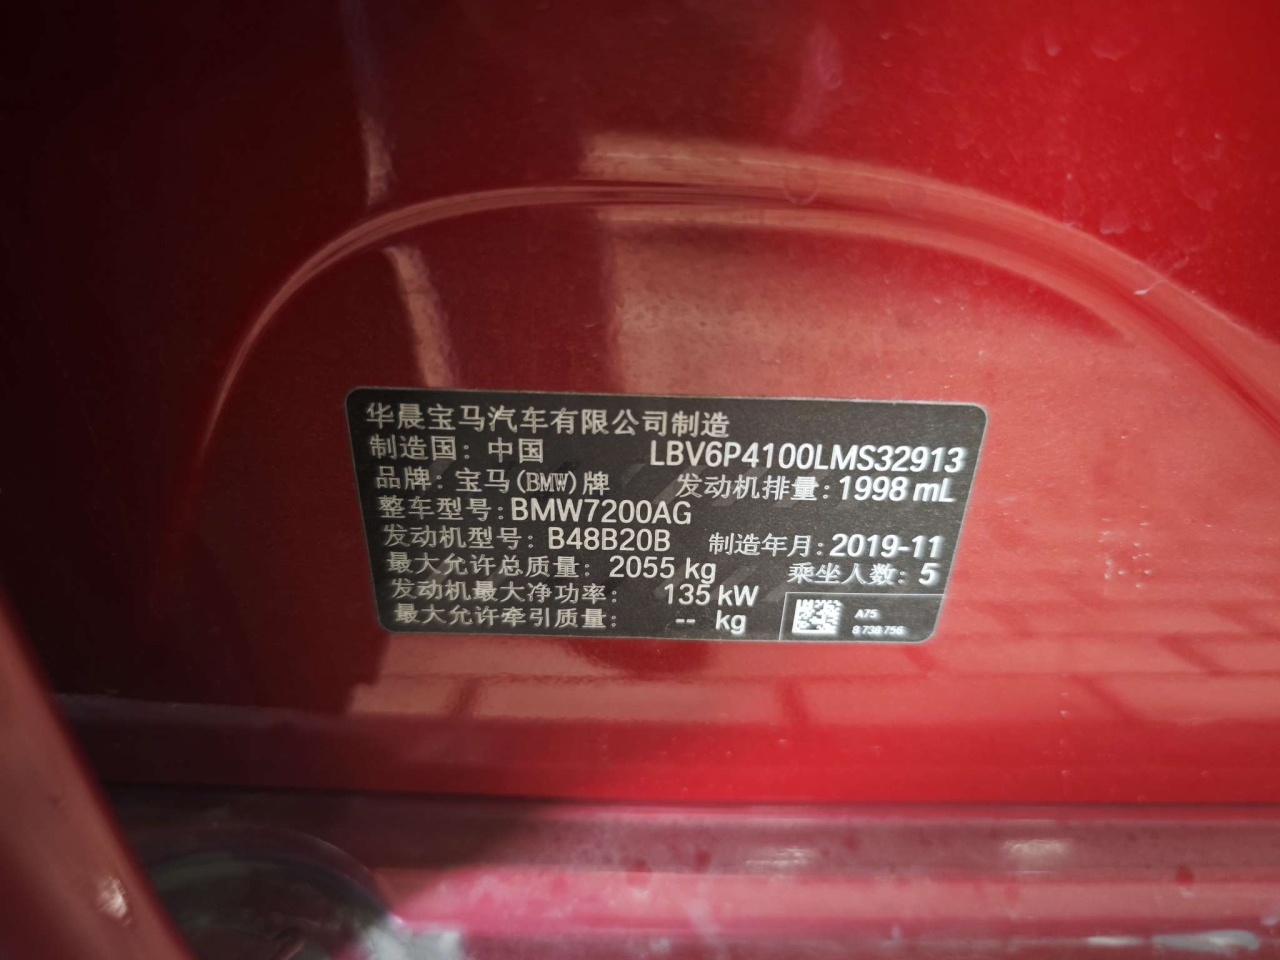 华晨宝马汽车有限公司制造
制造国: 中国 LBV6P4100LMS32913
品牌: 宝马(BMW)牌 发动机排量: 1998 mL
整车型号: BMW7200AG
发动机型号: B48B20B 制造年月: 2019-11
最大允许总质量: 2055 kg 乘坐人数: 5
发动机最大净功率: 135 kW
最大允许牵引质量: -- kg
A75
8 738 756